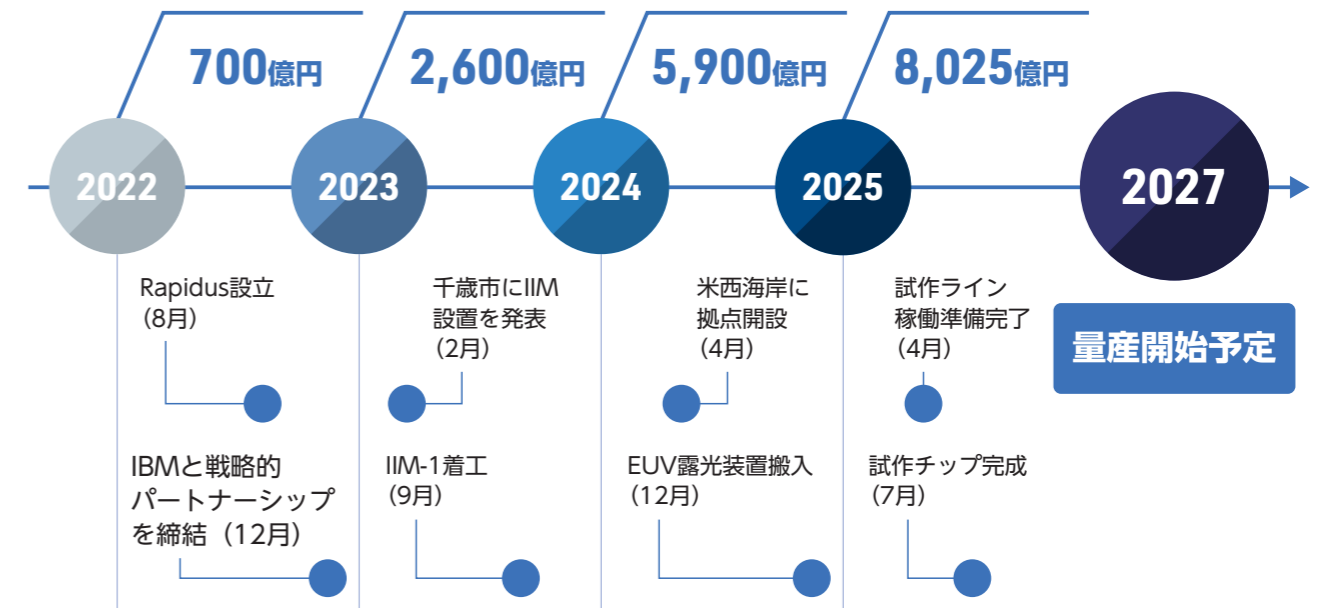 700億円
2,600億円
5,900億円
8,025億円
2022
2023
2024
2025
2027
Rapidus設立
（8月）
千歳市にIIM
設置を発表
（2月）
米西海岸に
拠点開設
（4月）
試作ライン
稼働準備完了
（4月）
量産開始予定
IBMと戦略的
パートナーシップ
を締結（12月）
IIM-1着工
（9月）
EUV露光装置搬入
（12月）
試作チップ完成
（7月）